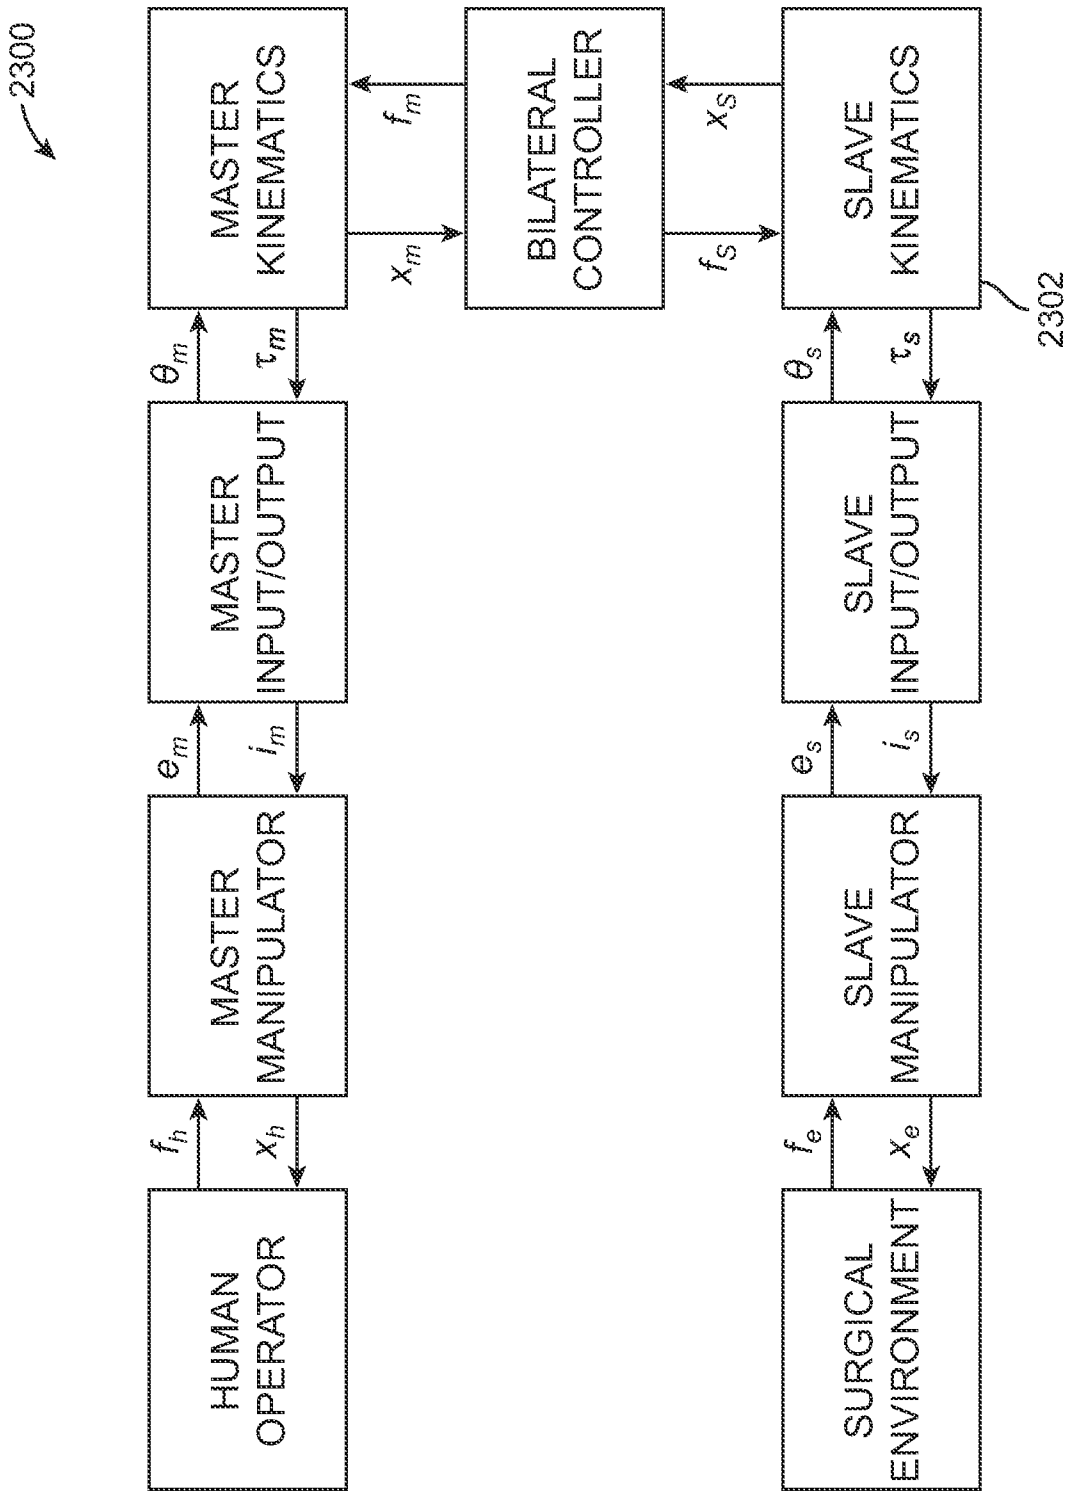 2300
HUMAN
OPERATOR
f_h
x_h
MASTER
MANIPULATOR
e_m
i_m
MASTER
INPUT/OUTPUT
θ_m
τ_m
MASTER
KINEMATICS
x_m
f_m
BILATERAL
CONTROLLER
f_S
x_S
SURGICAL
ENVIRONMENT
f_e
x_e
SLAVE
MANIPULATOR
e_s
i_s
SLAVE
INPUT/OUTPUT
θ_s
τ_s
SLAVE
KINEMATICS
2302